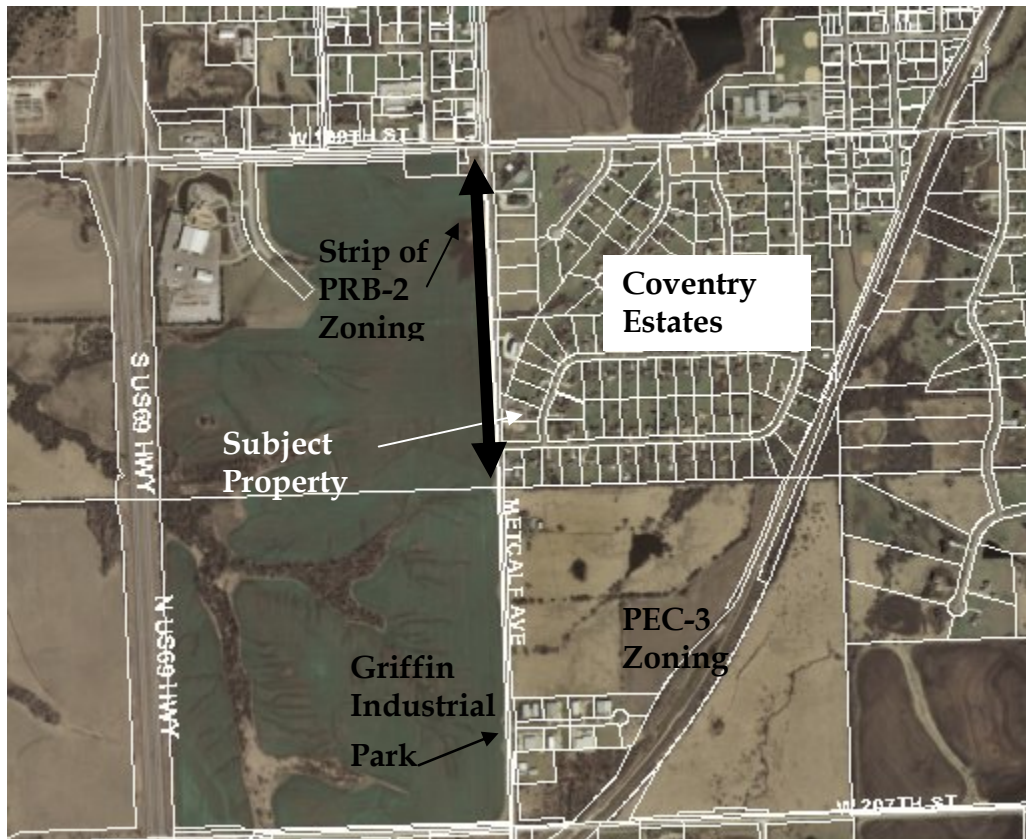 W 199TH ST
Strip of
PRB-2
Zoning
Coventry
Estates
S US69 HWY
Subject
Property
METCALF AVE
PEC-3
Zoning
N US69 HWY
Griffin
Industrial
Park
W 207TH ST